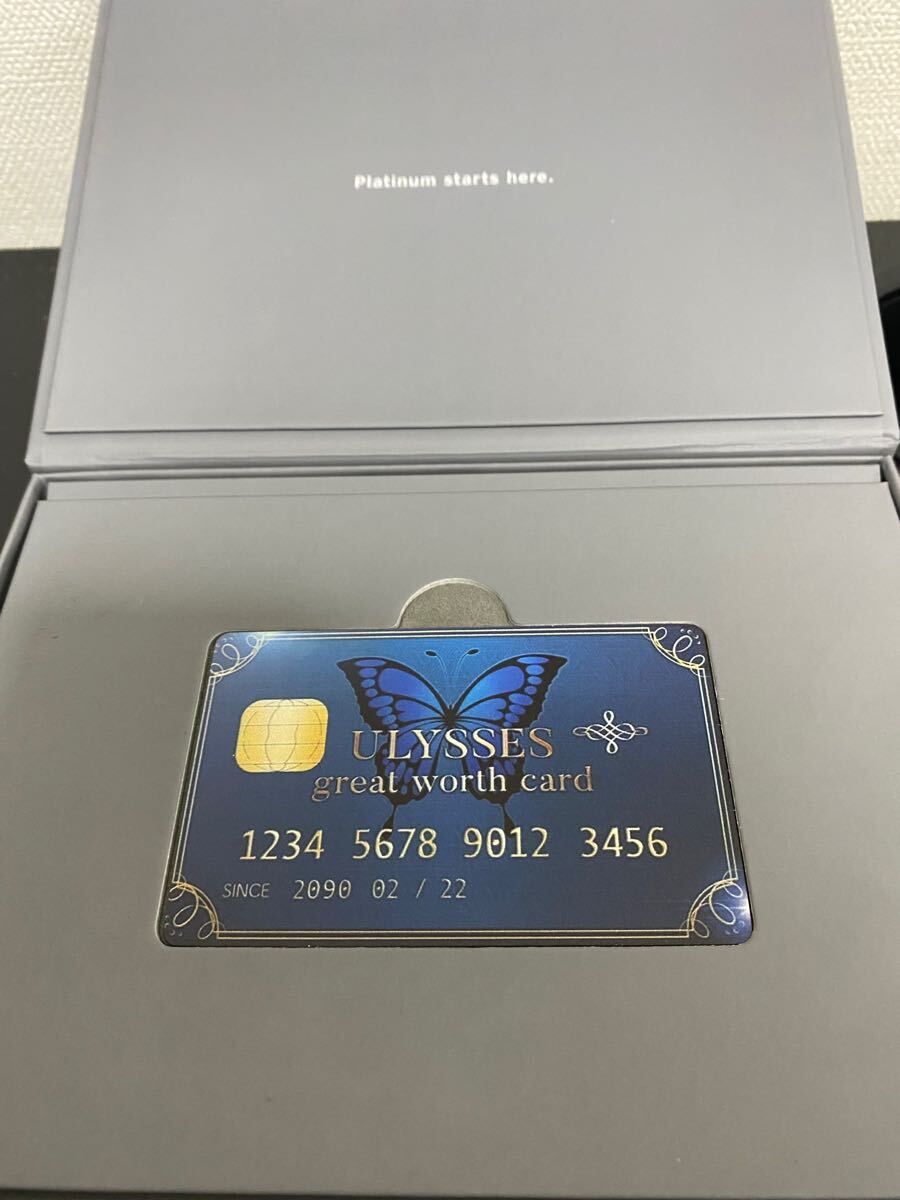 Platinum starts here.
ULYSSES
great worth card
1234 5678 9012 3456
SINCE 2090 02 / 22